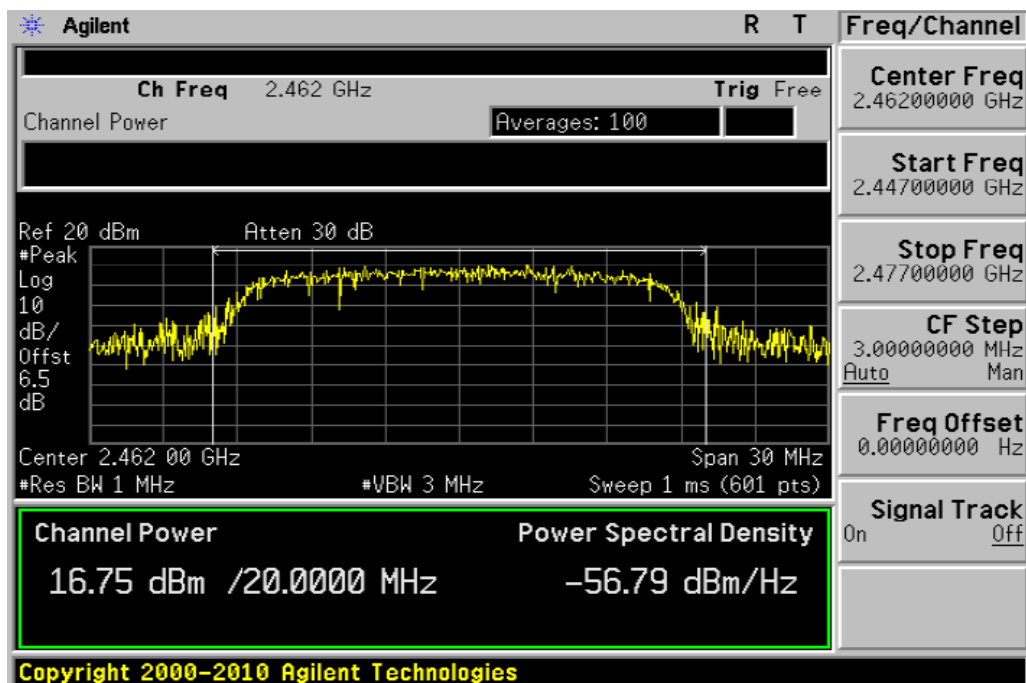 Agilent R T
Ch Freq 2.462 GHz Trig Free
Channel Power Averages: 100
Ref 20 dBm Atten 30 dB
#Peak
Log
10
dB/
Offst
6.5
dB
Center 2.462 00 GHz Span 30 MHz
#Res BW 1 MHz #VBW 3 MHz Sweep 1 ms (601 pts)
Channel Power Power Spectral Density
16.75 dBm /20.0000 MHz -56.79 dBm/Hz
Copyright 2000-2010 Agilent Technologies
Freq/Channel
Center Freq
2.46200000 GHz
Start Freq
2.44700000 GHz
Stop Freq
2.47700000 GHz
CF Step
3.00000000 MHz
Auto Man
Freq Offset
0.00000000 Hz
Signal Track
On Off